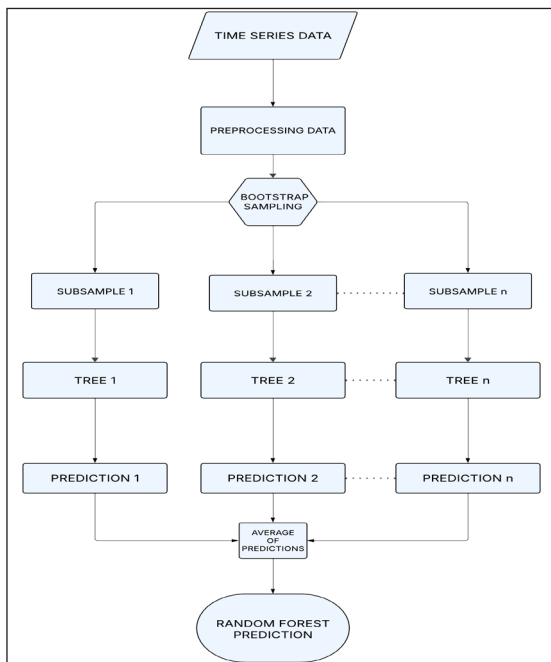 TIME SERIES DATA
PREPROCESSING DATA
BOOTSTRAP
SAMPLING
SUBSAMPLE 1
SUBSAMPLE 2
SUBSAMPLE n
TREE 1
TREE 2
TREE n
PREDICTION 1
PREDICTION 2
PREDICTION n
AVERAGE
OF
PREDICTIONS
RANDOM FOREST
PREDICTION